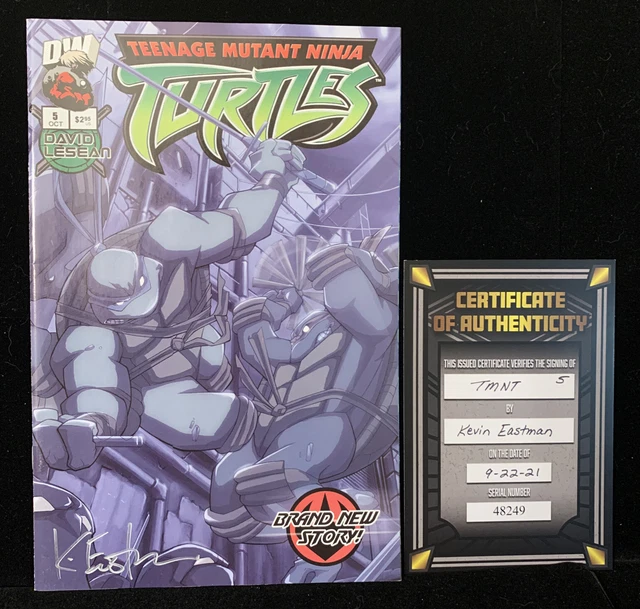 DW
TEENAGE MUTANT NINJA
TURTLES™
5
OCT
$2.95
DAVID
LESEAN
BRAND NEW
STORY!
K. Eastman
CERTIFICATE
OF AUTHENTICITY
THIS ISSUED CERTIFICATE VERIFIES THE SIGNING OF
TMNT 5
BY
Kevin Eastman
ON THE DATE OF
9-22-21
SERIAL NUMBER
48249